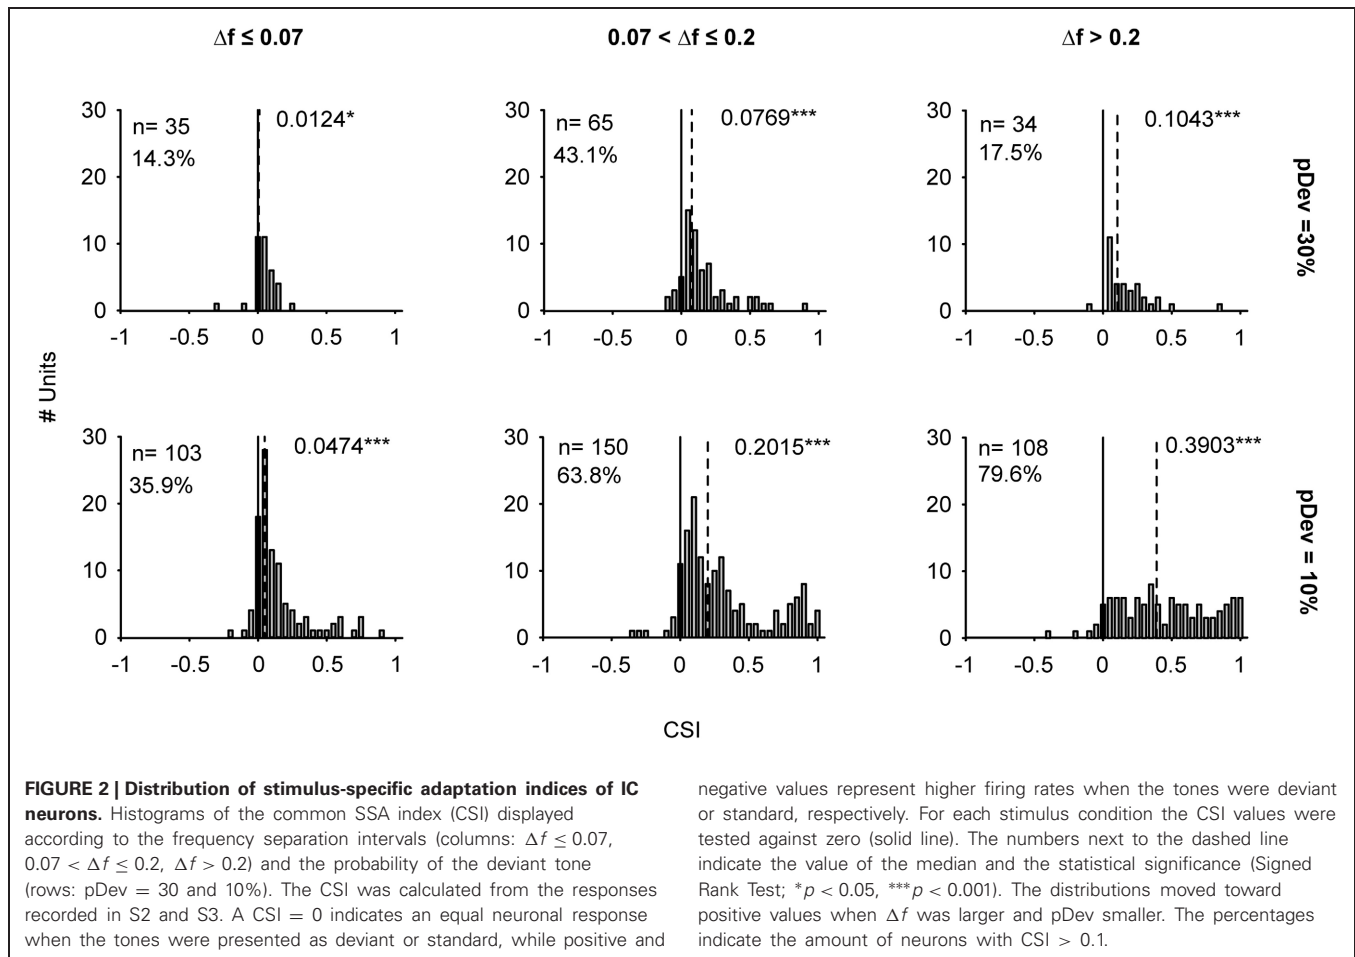 Δf ≤ 0.07
0.07 < Δf ≤ 0.2
Δf > 0.2
30
20
10
0
n= 35
14.3%
0.0124*
-1 -0.5 0 0.5 1
30
20
10
0
n= 65
43.1%
0.0769***
-1 -0.5 0 0.5 1
30
20
10
0
n= 34
17.5%
0.1043***
-1 -0.5 0 0.5 1
pDev =30%
# Units
30
20
10
0
n= 103
35.9%
0.0474***
-1 -0.5 0 0.5 1
30
20
10
0
n= 150
63.8%
0.2015***
-1 -0.5 0 0.5 1
30
20
10
0
n= 108
79.6%
0.3903***
-1 -0.5 0 0.5 1
pDev = 10%
CSI
FIGURE 2 | Distribution of stimulus-specific adaptation indices of IC
neurons. Histograms of the common SSA index (CSI) displayed
according to the frequency separation intervals (columns: Δf ≤ 0.07,
0.07 < Δf ≤ 0.2, Δf > 0.2) and the probability of the deviant tone
(rows: pDev = 30 and 10%). The CSI was calculated from the responses
recorded in S2 and S3. A CSI = 0 indicates an equal neuronal response
when the tones were presented as deviant or standard, while positive and
negative values represent higher firing rates when the tones were deviant
or standard, respectively. For each stimulus condition the CSI values were
tested against zero (solid line). The numbers next to the dashed line
indicate the value of the median and the statistical significance (Signed
Rank Test; *p < 0.05, ***p < 0.001). The distributions moved toward
positive values when Δf was larger and pDev smaller. The percentages
indicate the amount of neurons with CSI > 0.1.